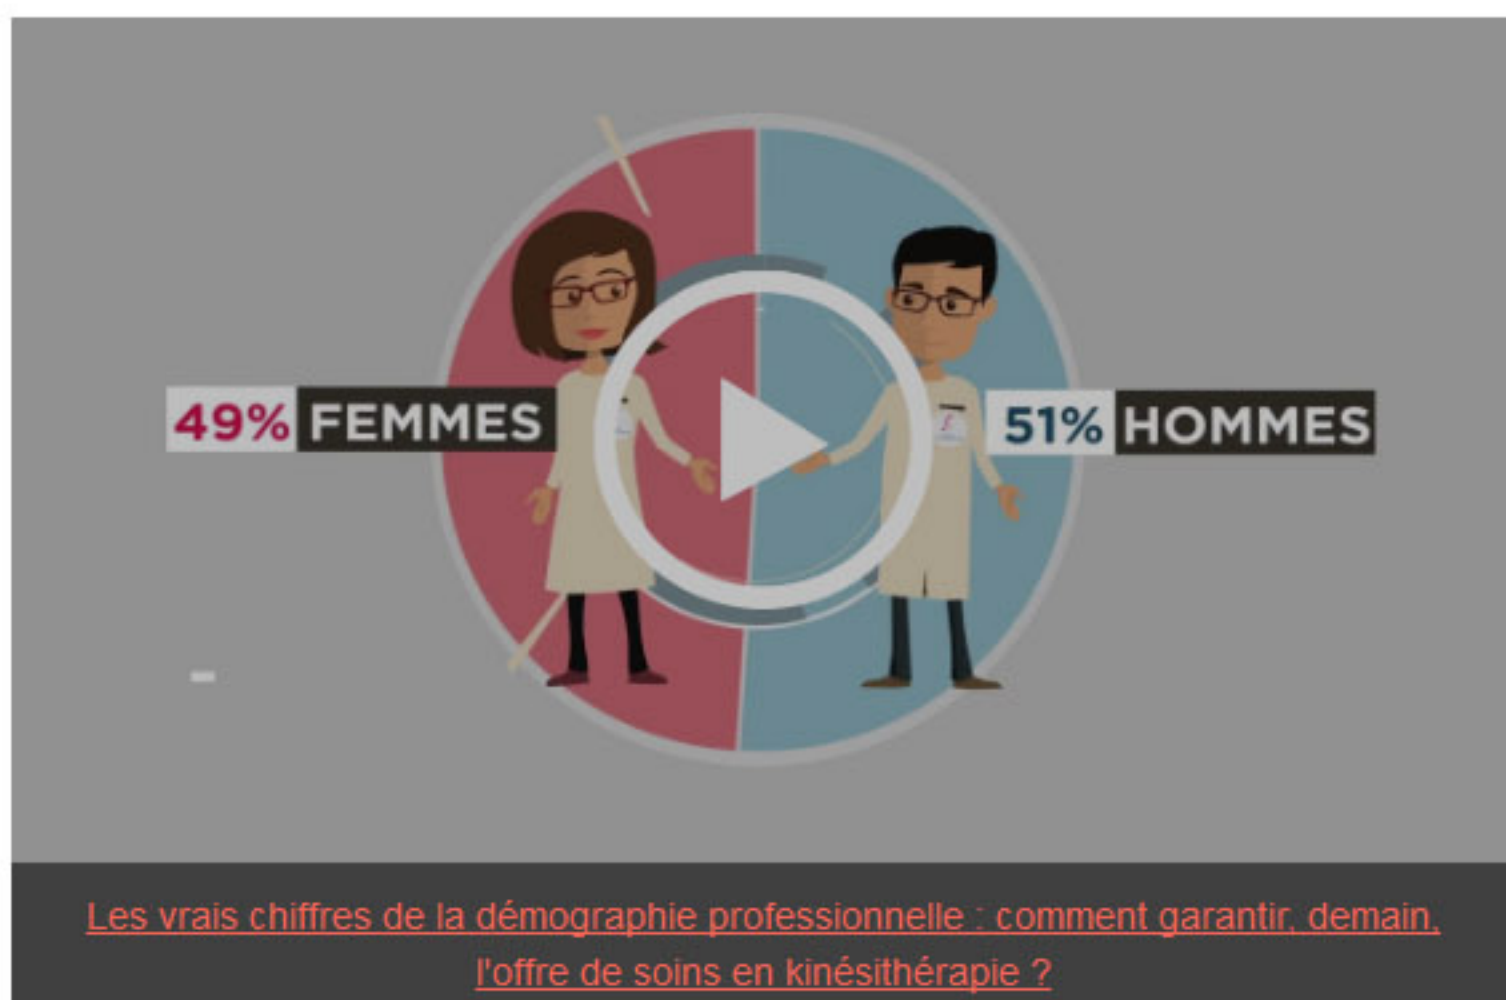 49% FEMMES
51% HOMMES
Les vrais chiffres de la démographie professionnelle : comment garantir, demain,
l'offre de soins en kinésithérapie ?